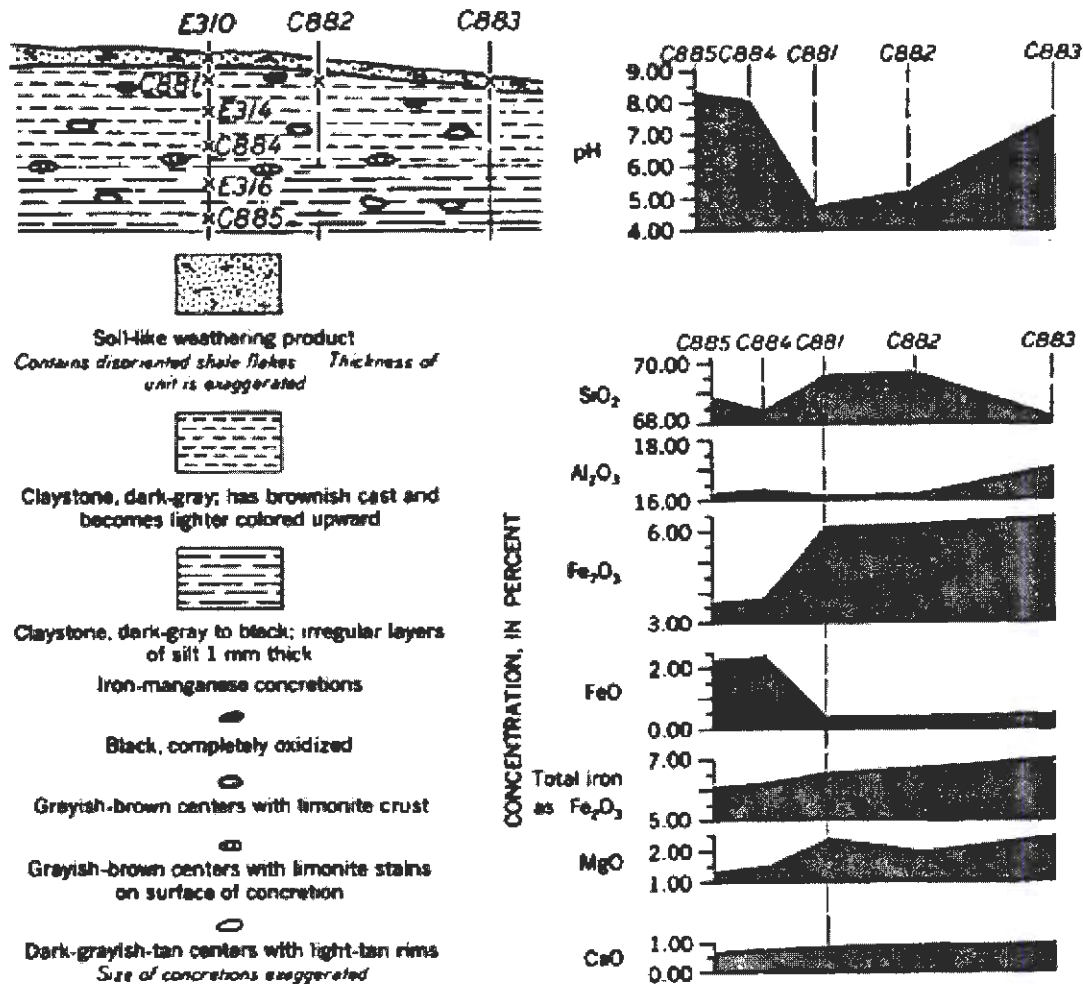 E310 C882 C883
C881
E314
C884
E316
C885
Soil-like weathering product
Contains disoriented shale flakes Thickness of
unit is exaggerated
Claystone, dark-gray; has brownish cast and
becomes lighter colored upward
Claystone, dark-gray to black; irregular layers
of silt 1 mm thick
Iron-manganese concretions
Black, completely oxidized
Grayish-brown centers with limonite crust
Grayish-brown centers with limonite stains
on surface of concretion
Dark-grayish-tan centers with light-tan rims
Size of concretions exaggerated
C885 C884 C881 C882 C883
9.00
8.00
7.00
pH
6.00
5.00
4.00
C885 C884 C881 C882 C883
70.00
SiO2
68.00
18.00
Al2O3
16.00
6.00
Fe2O3
3.00
2.00
FeO
0.00
7.00
Total iron
as Fe2O3
5.00
MgO
2.00
1.00
CaO
1.00
0.00
CONCENTRATION, IN PERCENT